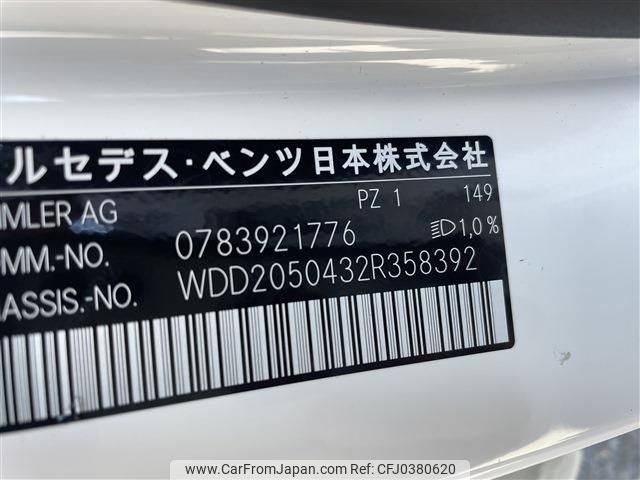 ルセデス・ベンツ日本株式会社
MLER AG PZ 1 149
MM.-NO. 0783921776 1,0%
ASSIS.-NO. WDD2050432R358392
www.CarFromJapan.com CFJ0380620